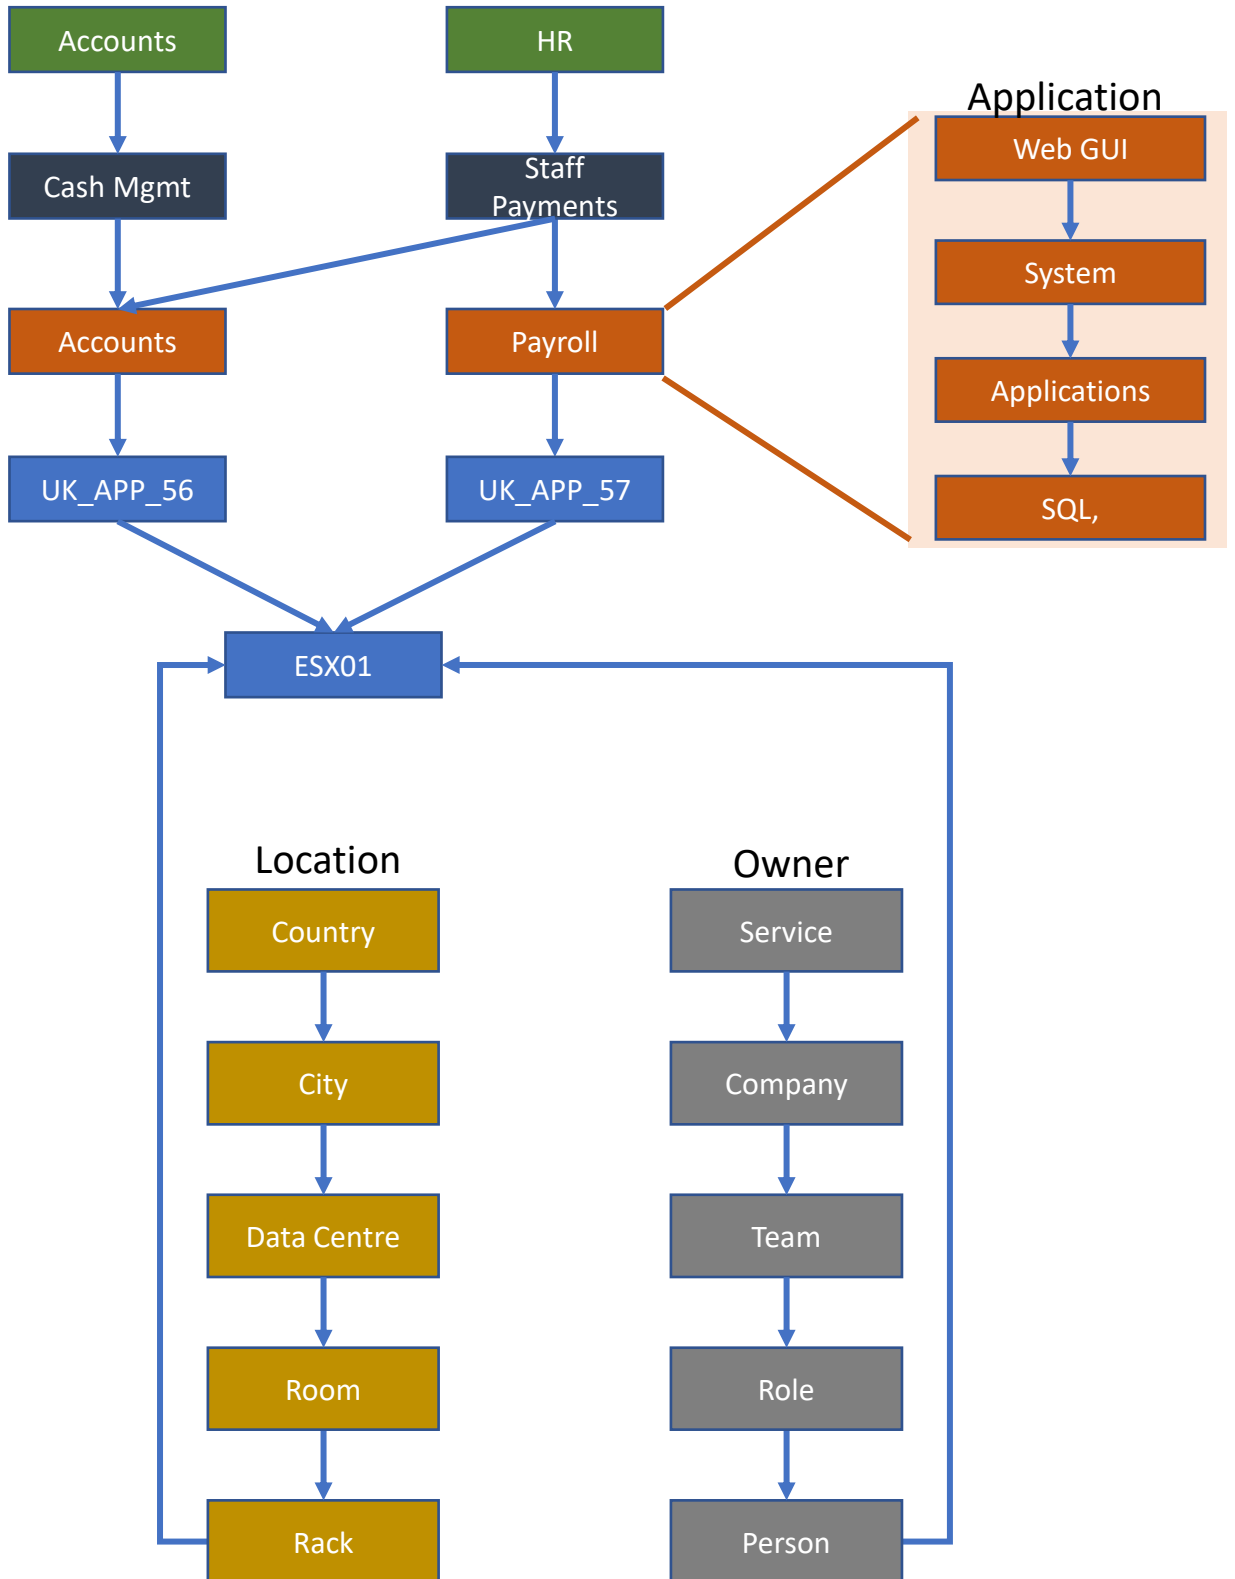 Accounts
HR
Application
Web GUI
Cash Mgmt
Staff
Payments
System
Accounts
Payroll
Applications
UK_APP_56
UK_APP_57
SQL,
ESX01
Location
Owner
Country
Service
City
Company
Data Centre
Team
Room
Role
Rack
Person